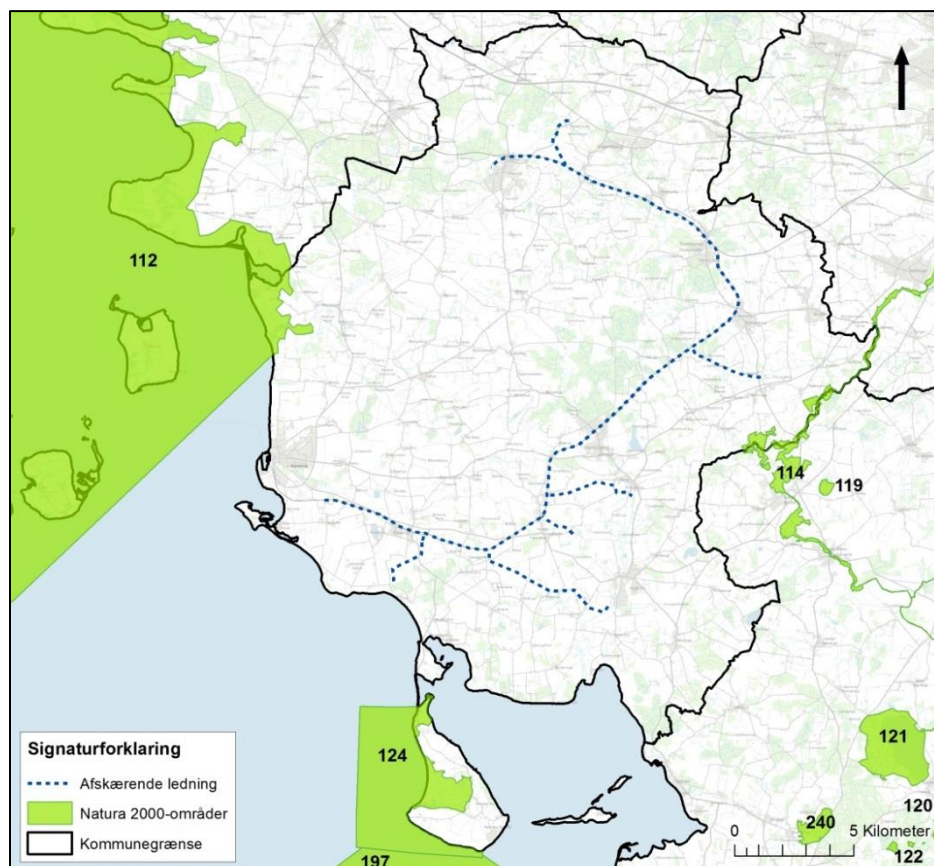 112
114
119
124
121
120
240
122
197
Signaturforklaring
Afskærende ledning
Natura 2000-områder
Kommunegrænse
0 5 Kilometer